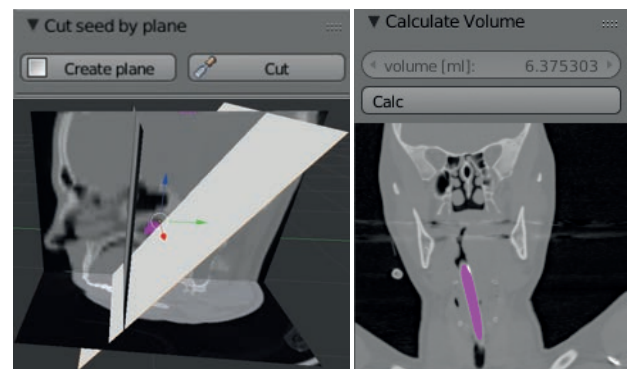 Cut seed by plane
Create plane
Cut
Calculate Volume
volume [ml]: 6.375303
Calc